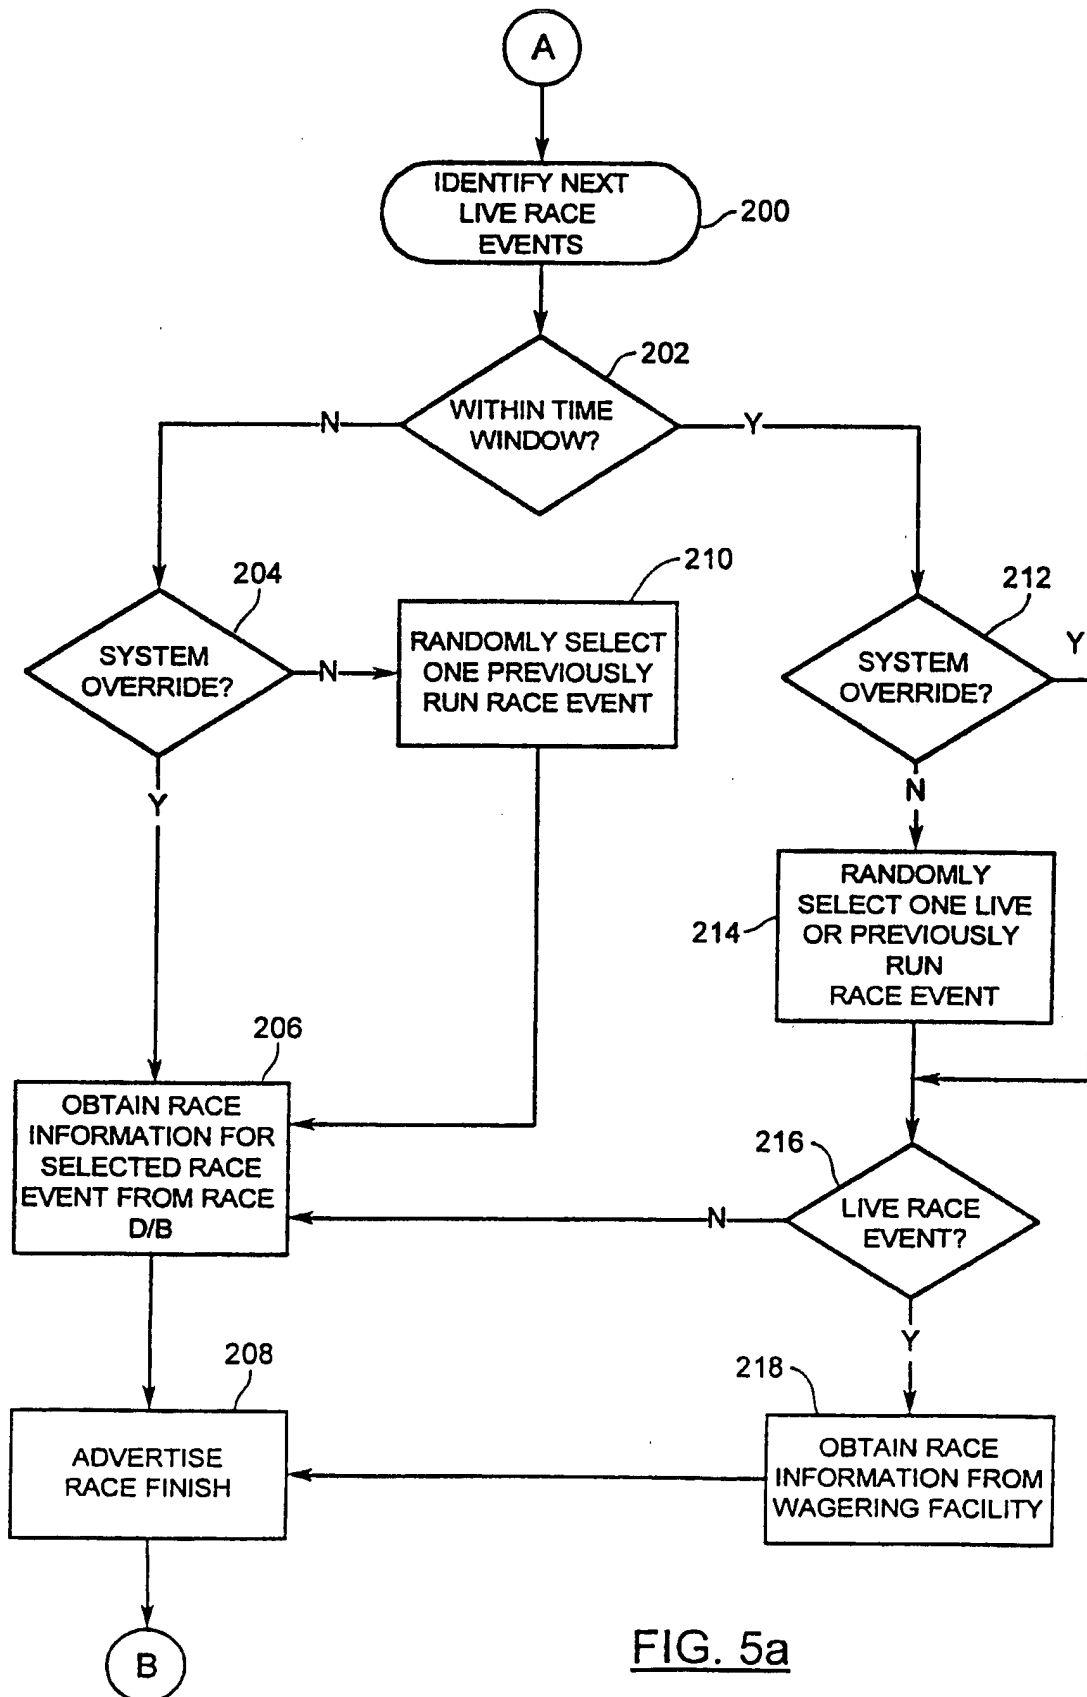 A
IDENTIFY NEXT
LIVE RACE
EVENTS
200
202
WITHIN TIME
WINDOW?
N
Y
204
SYSTEM
OVERRIDE?
N
Y
210
RANDOMLY SELECT
ONE PREVIOUSLY
RUN RACE EVENT
212
SYSTEM
OVERRIDE?
Y
N
RANDOMLY
SELECT ONE LIVE
OR PREVIOUSLY
RUN
RACE EVENT
214
206
OBTAIN RACE
INFORMATION FOR
SELECTED RACE
EVENT FROM RACE
D/B
216
LIVE RACE
EVENT?
N
Y
208
ADVERTISE
RACE FINISH
218
OBTAIN RACE
INFORMATION FROM
WAGERING FACILITY
B
FIG. 5a